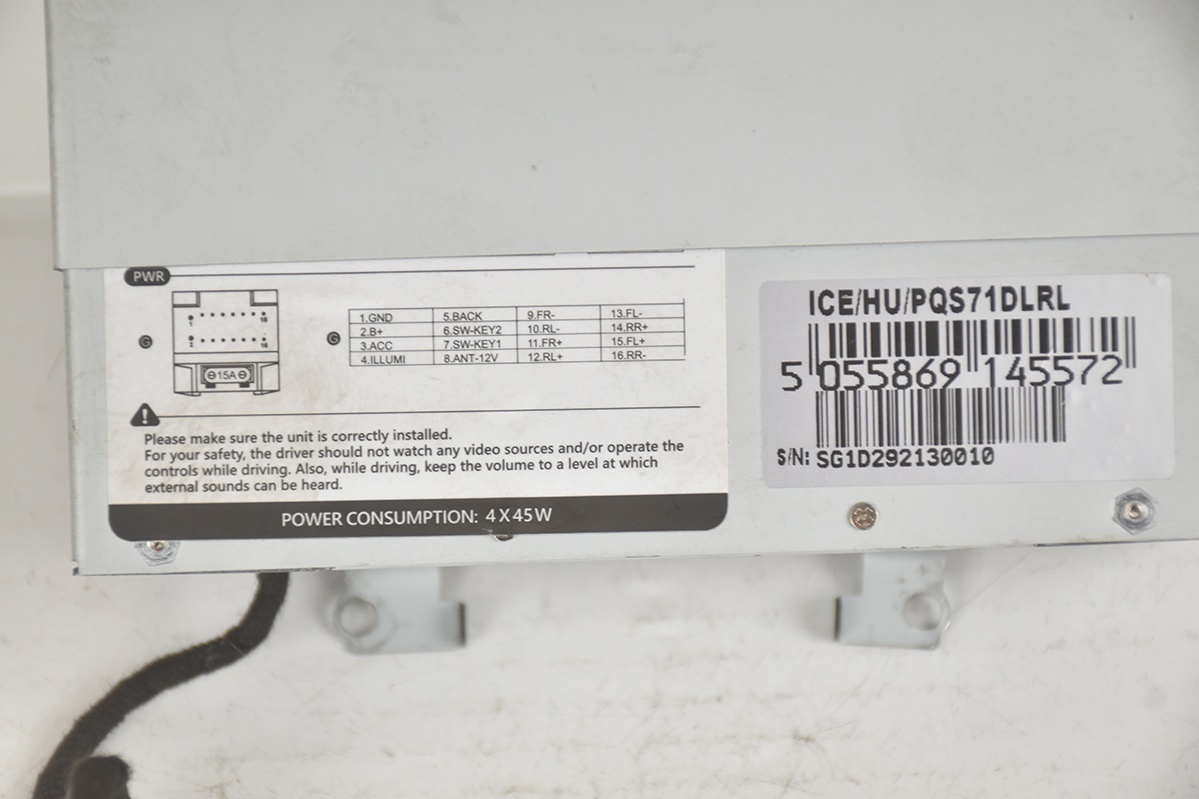 PWR
1 16
2 16
G
⊖15A⊖
G
1.GND 5.BACK 9.FR- 13.FL-
2.B+ 6.SW-KEY2 10.RL- 14.RR+
3.ACC 7.SW-KEY1 11.FR+ 15.FL+
4.ILLUMI 8.ANT-12V 12.RL+ 16.RR-
Please make sure the unit is correctly installed.
For your safety, the driver should not watch any video sources and/or operate the
controls while driving. Also, while driving, keep the volume to a level at which
external sounds can be heard.
POWER CONSUMPTION: 4 X 45W
ICE/HU/PQS71DLRL
5 055869 145572
S/N: SG1D292130010